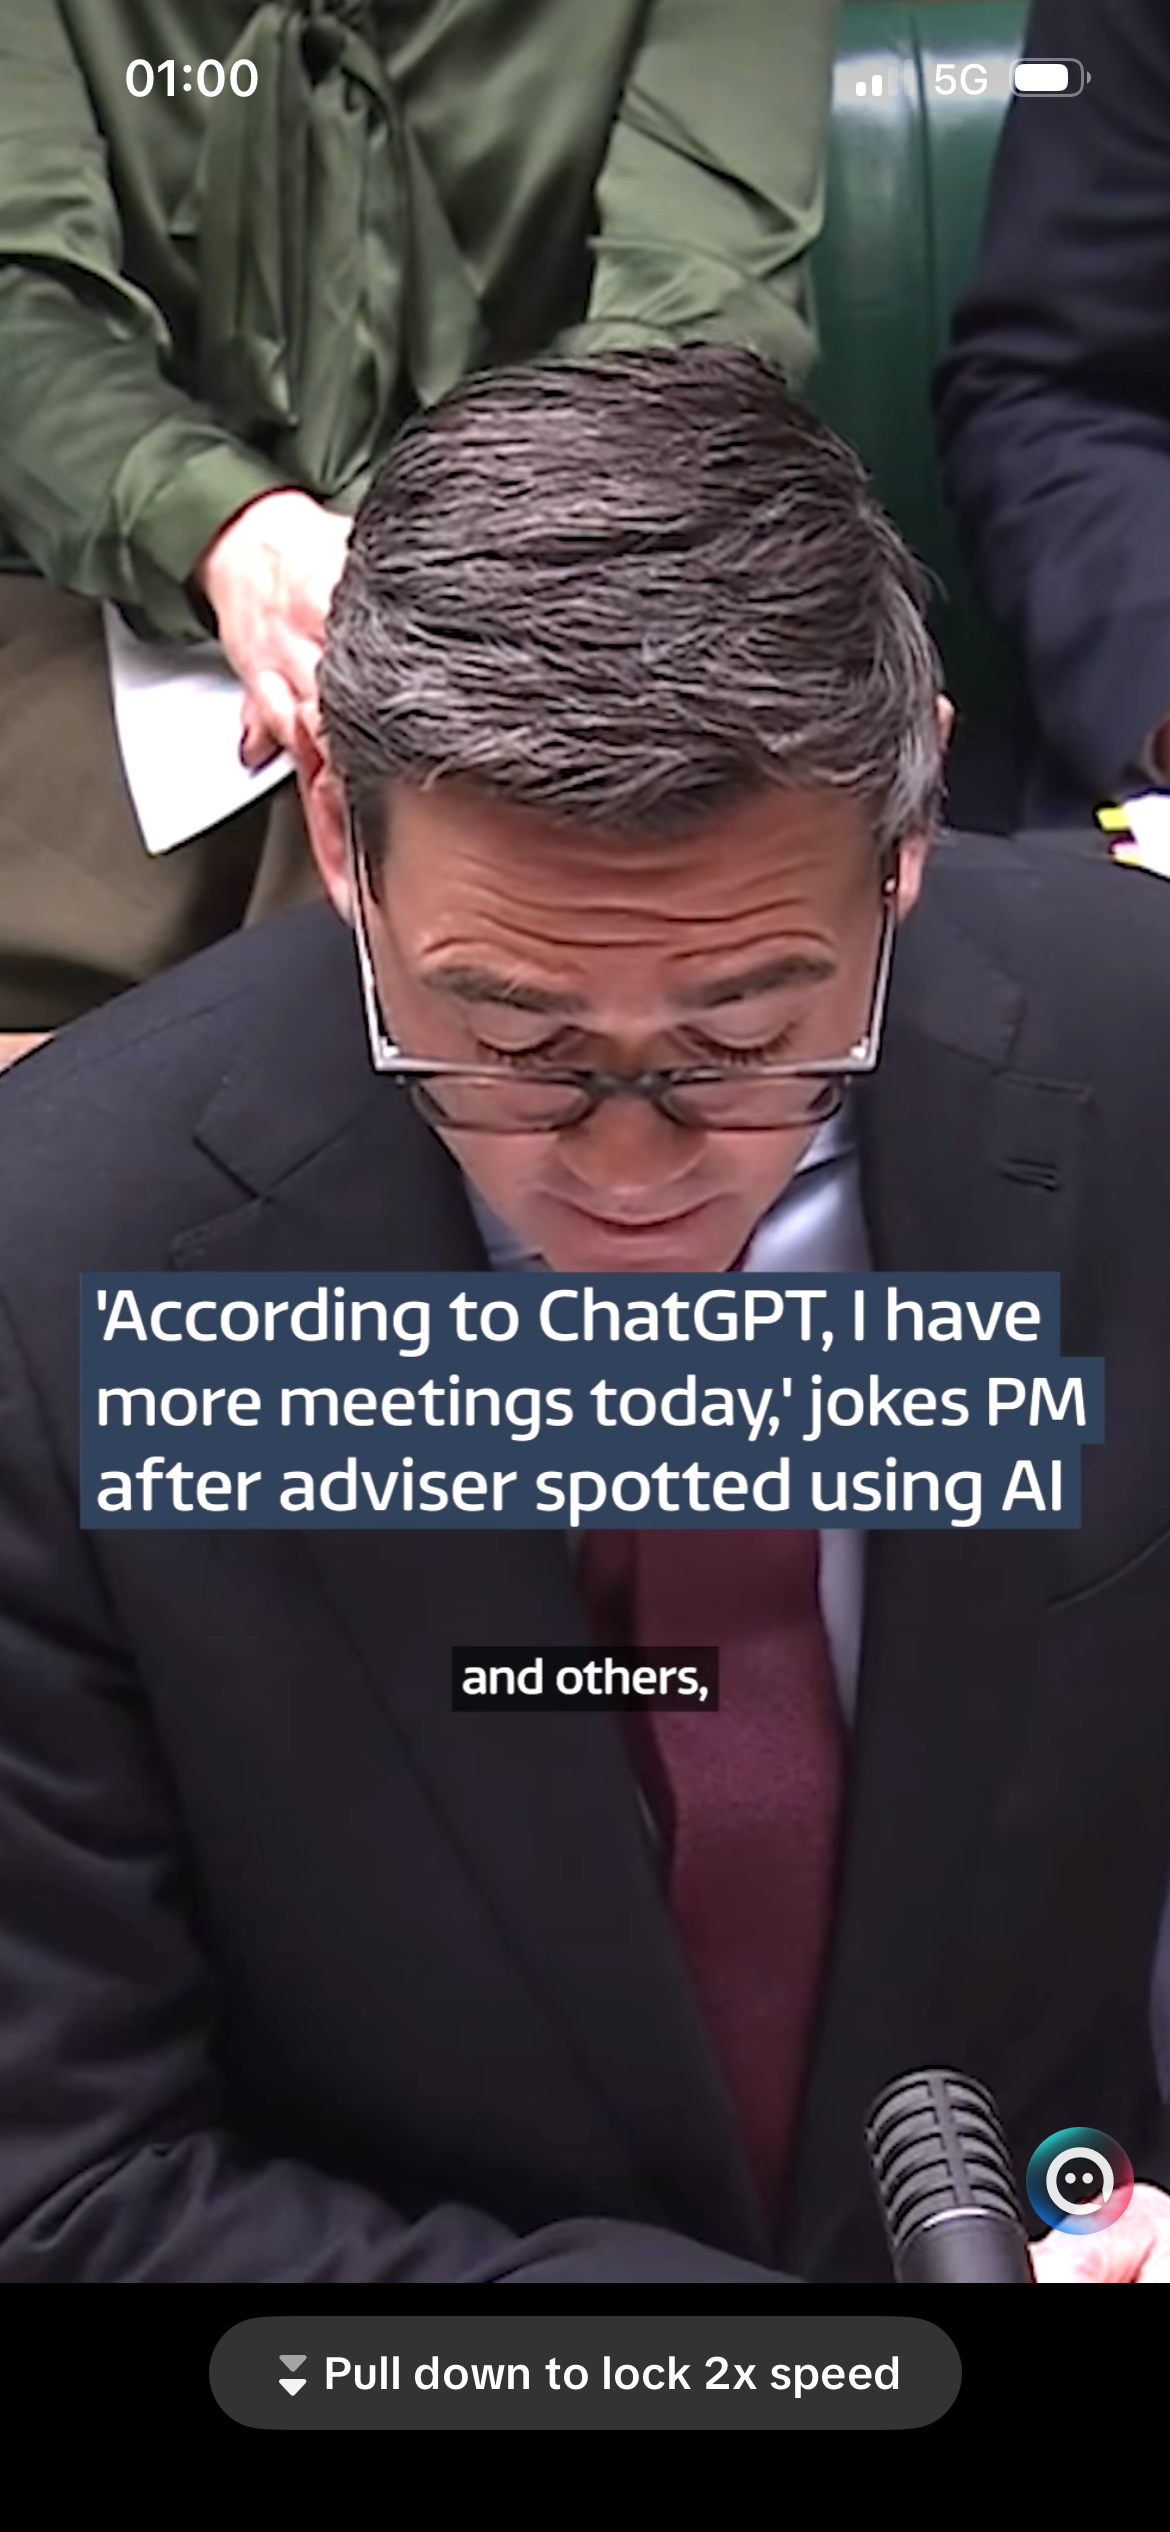 01:00
5G
'According to ChatGPT, I have
more meetings today,' jokes PM
after adviser spotted using AI
and others,
Pull down to lock 2x speed